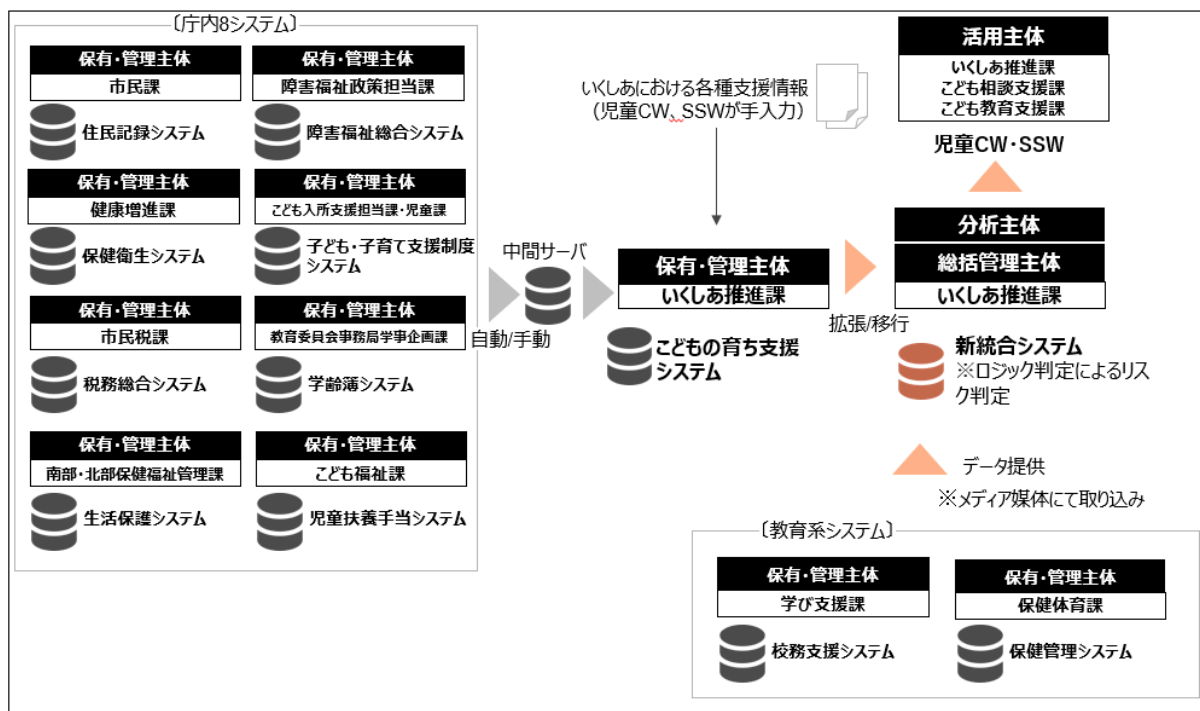 〔庁内8システム〕
保有・管理主体
市民課
住民記録システム
保有・管理主体
障害福祉政策担当課
障害福祉総合システム
保有・管理主体
健康増進課
保健衛生システム
保有・管理主体
こども入所支援担当課・児童課
子ども・子育て支援制度
システム
保有・管理主体
市民税課
税務総合システム
保有・管理主体
教育委員会事務局学事企画課
学齢簿システム
保有・管理主体
南部・北部保健福祉管理課
生活保護システム
保有・管理主体
こども福祉課
児童扶養手当システム
自動/手動
中間サーバ
いくしあにおける各種支援情報
(児童CW、SSWが手入力)
保有・管理主体
いくしあ推進課
こどもの育ち支援
システム
拡張/移行
活用主体
いくしあ推進課
こども相談支援課
こども教育支援課
児童CW・SSW
分析主体
総括管理主体
いくしあ推進課
新統合システム
※ロジック判定によるリス
ク判定
データ提供
※メディア媒体にて取り込み
〔教育系システム〕
保有・管理主体
学び支援課
校務支援システム
保有・管理主体
保健体育課
保健管理システム